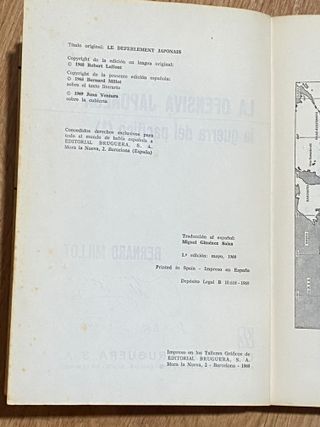 Título original: LE DEFERLEMENT JAPONAIS
Copyright de la edición en lengua original:
© 1968 Robert Laffont
Copyright de la presente edición española:
© 1968 Bernard Millot
sobre el texto literario
© 1969 Juan Ventura
sobre la cubierta
Concedidos derechos exclusivos para
todo el mundo de habla española a
EDITORIAL BRUGUERA, S. A.
Mora la Nueva, 2. Barcelona (España)
Traducción al español:
Miguel Giménez Sales
1.ª edición: mayo, 1969
Printed in Spain - Impreso en España
Depósito Legal B
Impreso en los Talleres Gráficos de
EDITORIAL BRUGUERA, S. A.
Mora la Nueva, 2 - Barcelona - 1969